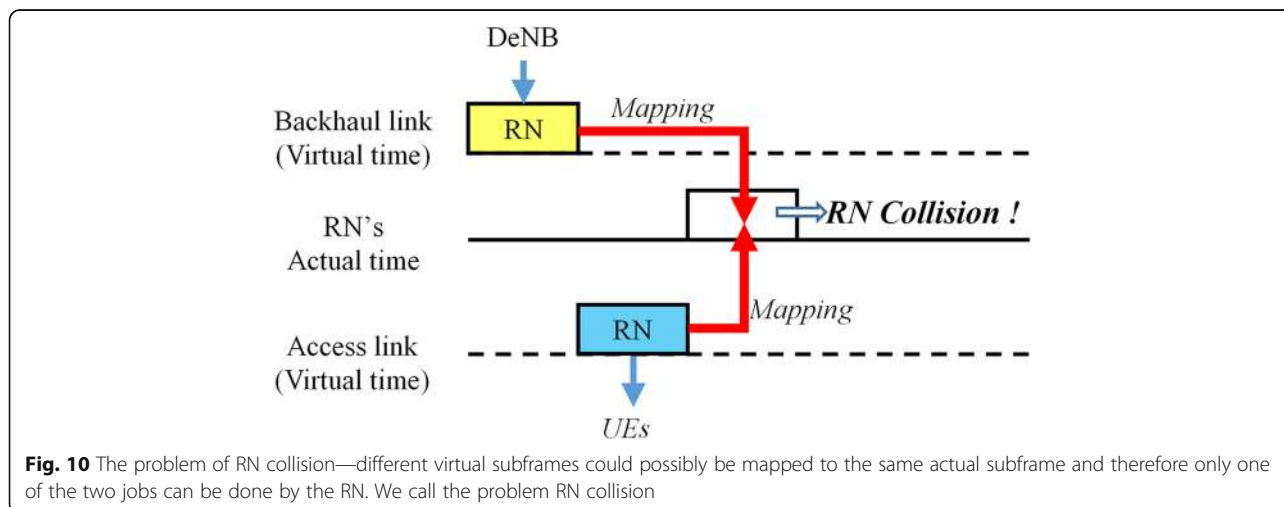 DeNB
Mapping
Backhaul link
(Virtual time)
RN
RN Collision !
RN's
Actual time
Mapping
RN
Access link
(Virtual time)
UEs
Fig. 10 The problem of RN collision—different virtual subframes could possibly be mapped to the same actual subframe and therefore only one
of the two jobs can be done by the RN. We call the problem RN collision